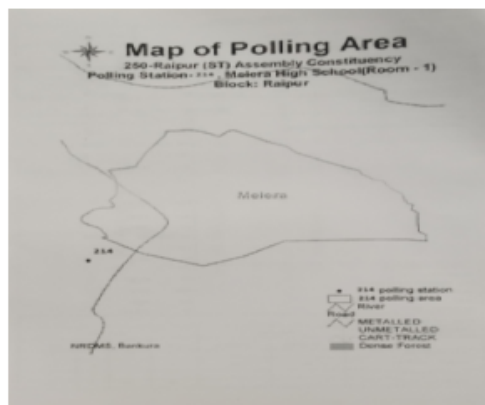 Map of Polling Area
250-Raipur (ST) Assembly Constituency
Polling Station- 214 , Melera High School(Room - 1)
Block: Raipur
Melera
214
214 polling station
214 polling area
River
Road
METALLED
UNMETALLED
CART-TRACK
Dense Forest
NRDMS, Bankura